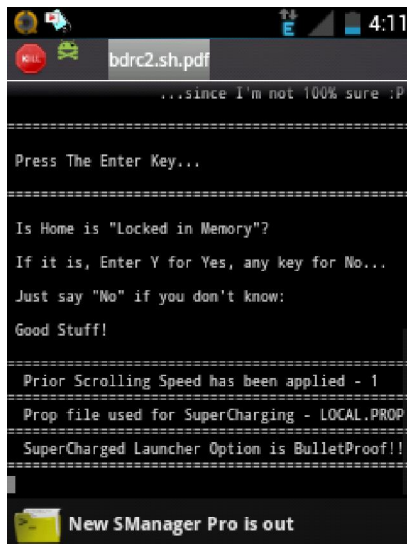 E
4:11
KILL
bdrc2.sh.pdf
...since I'm not 100% sure :P
================================================
Press The Enter Key...
================================================
Is Home is "Locked in Memory"?
If it is, Enter Y for Yes, any key for No...
Just say "No" if you don't know:
Good Stuff!
================================================
Prior Scrolling Speed has been applied - 1
================================================
Prop file used for SuperCharging - LOCAL.PROP
================================================
SuperCharged Launcher Option is BulletProof!!
================================================
>_
New SManager Pro is out